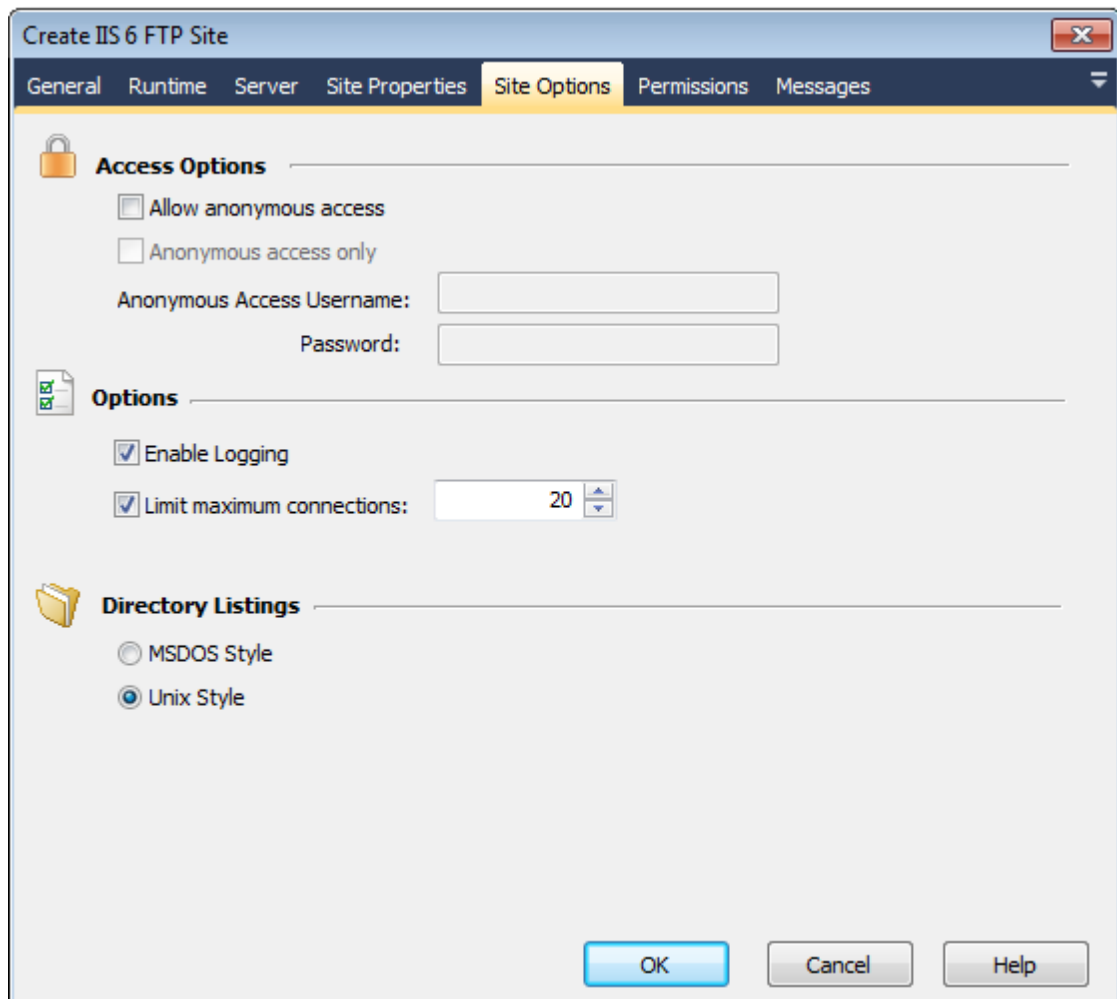 Create IIS 6 FTP Site
General Runtime Server Site Properties Site Options Permissions Messages
Access Options
Allow anonymous access
Anonymous access only
Anonymous Access Username:
Password:
Options
Enable Logging
Limit maximum connections: 20
Directory Listings
MSDOS Style
Unix Style
OK Cancel Help